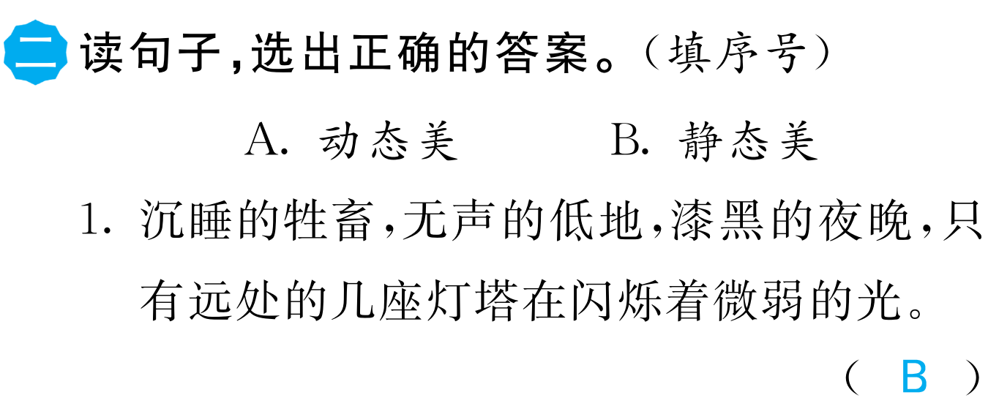 二 读句子,选出正确的答案。(填序号)
A. 动态美 B. 静态美
1. 沉睡的牲畜,无声的低地,漆黑的夜晚,只
有远处的几座灯塔在闪烁着微弱的光。
( B )